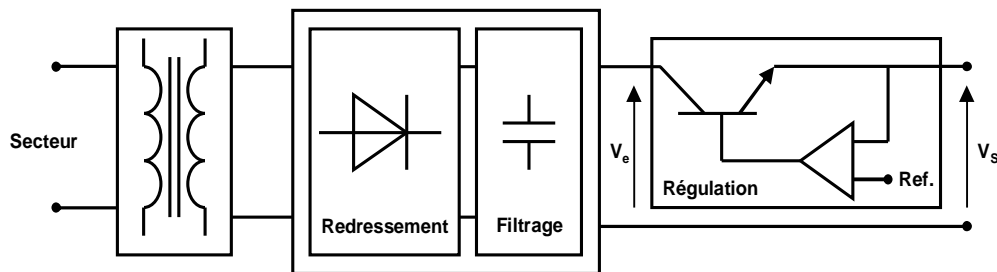 Secteur
Redressement
Filtrage
Ve
Régulation
Ref.
VS